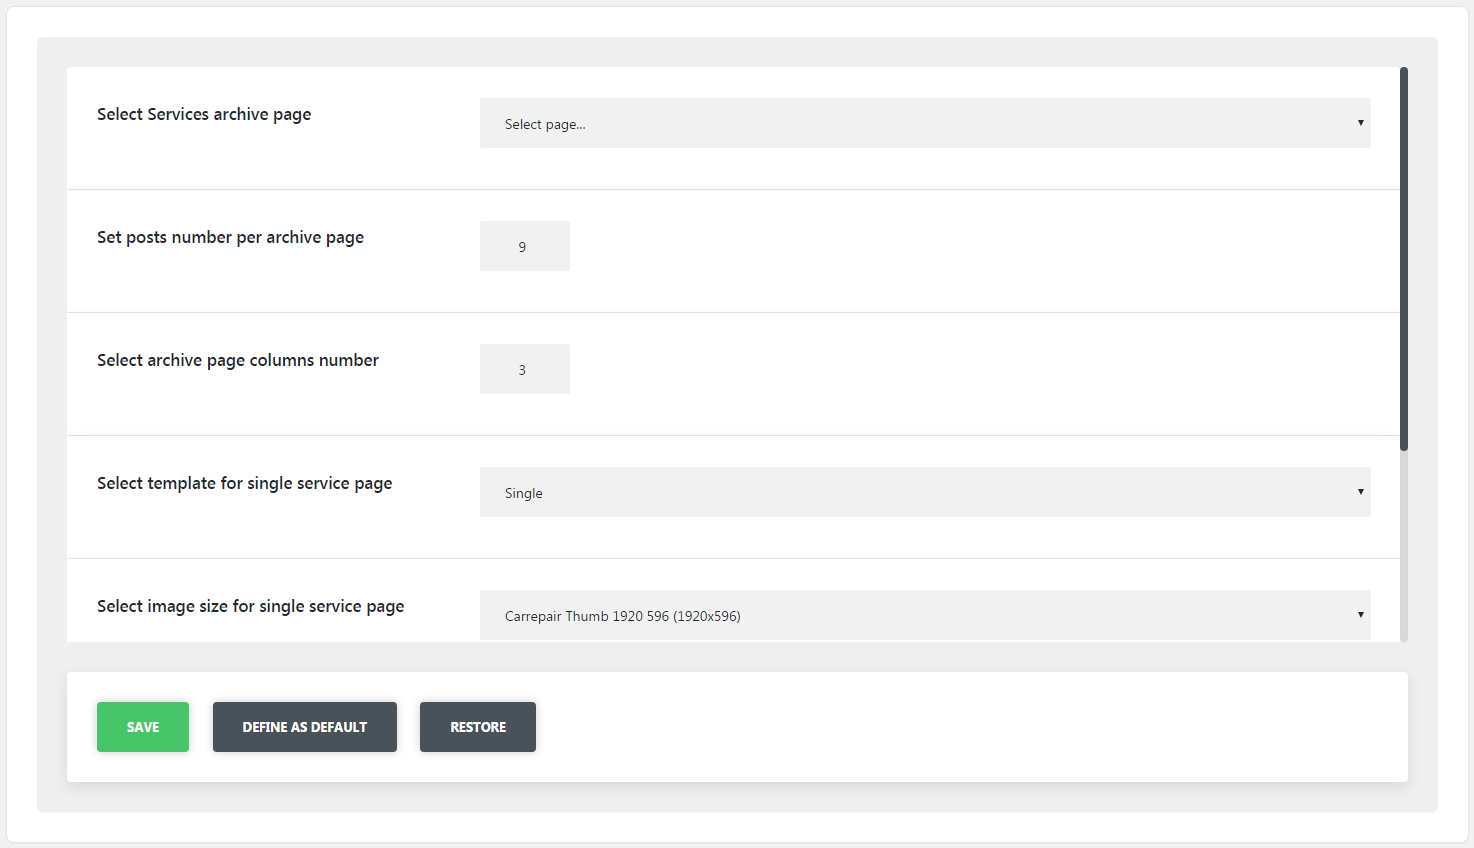 Select Services archive page
Select page...
Set posts number per archive page
9
Select archive page columns number
3
Select template for single service page
Single
Select image size for single service page
Carrepair Thumb 1920 596 (1920x596)
SAVE
DEFINE AS DEFAULT
RESTORE